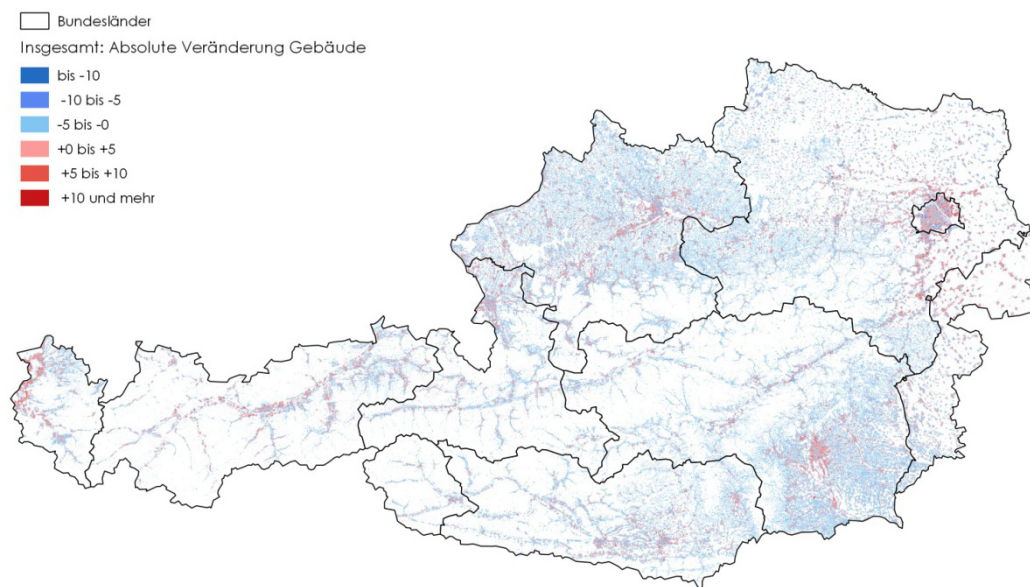 Bundesländer
Insgesamt: Absolute Veränderung Gebäude
bis -10
-10 bis -5
-5 bis -0
+0 bis +5
+5 bis +10
+10 und mehr